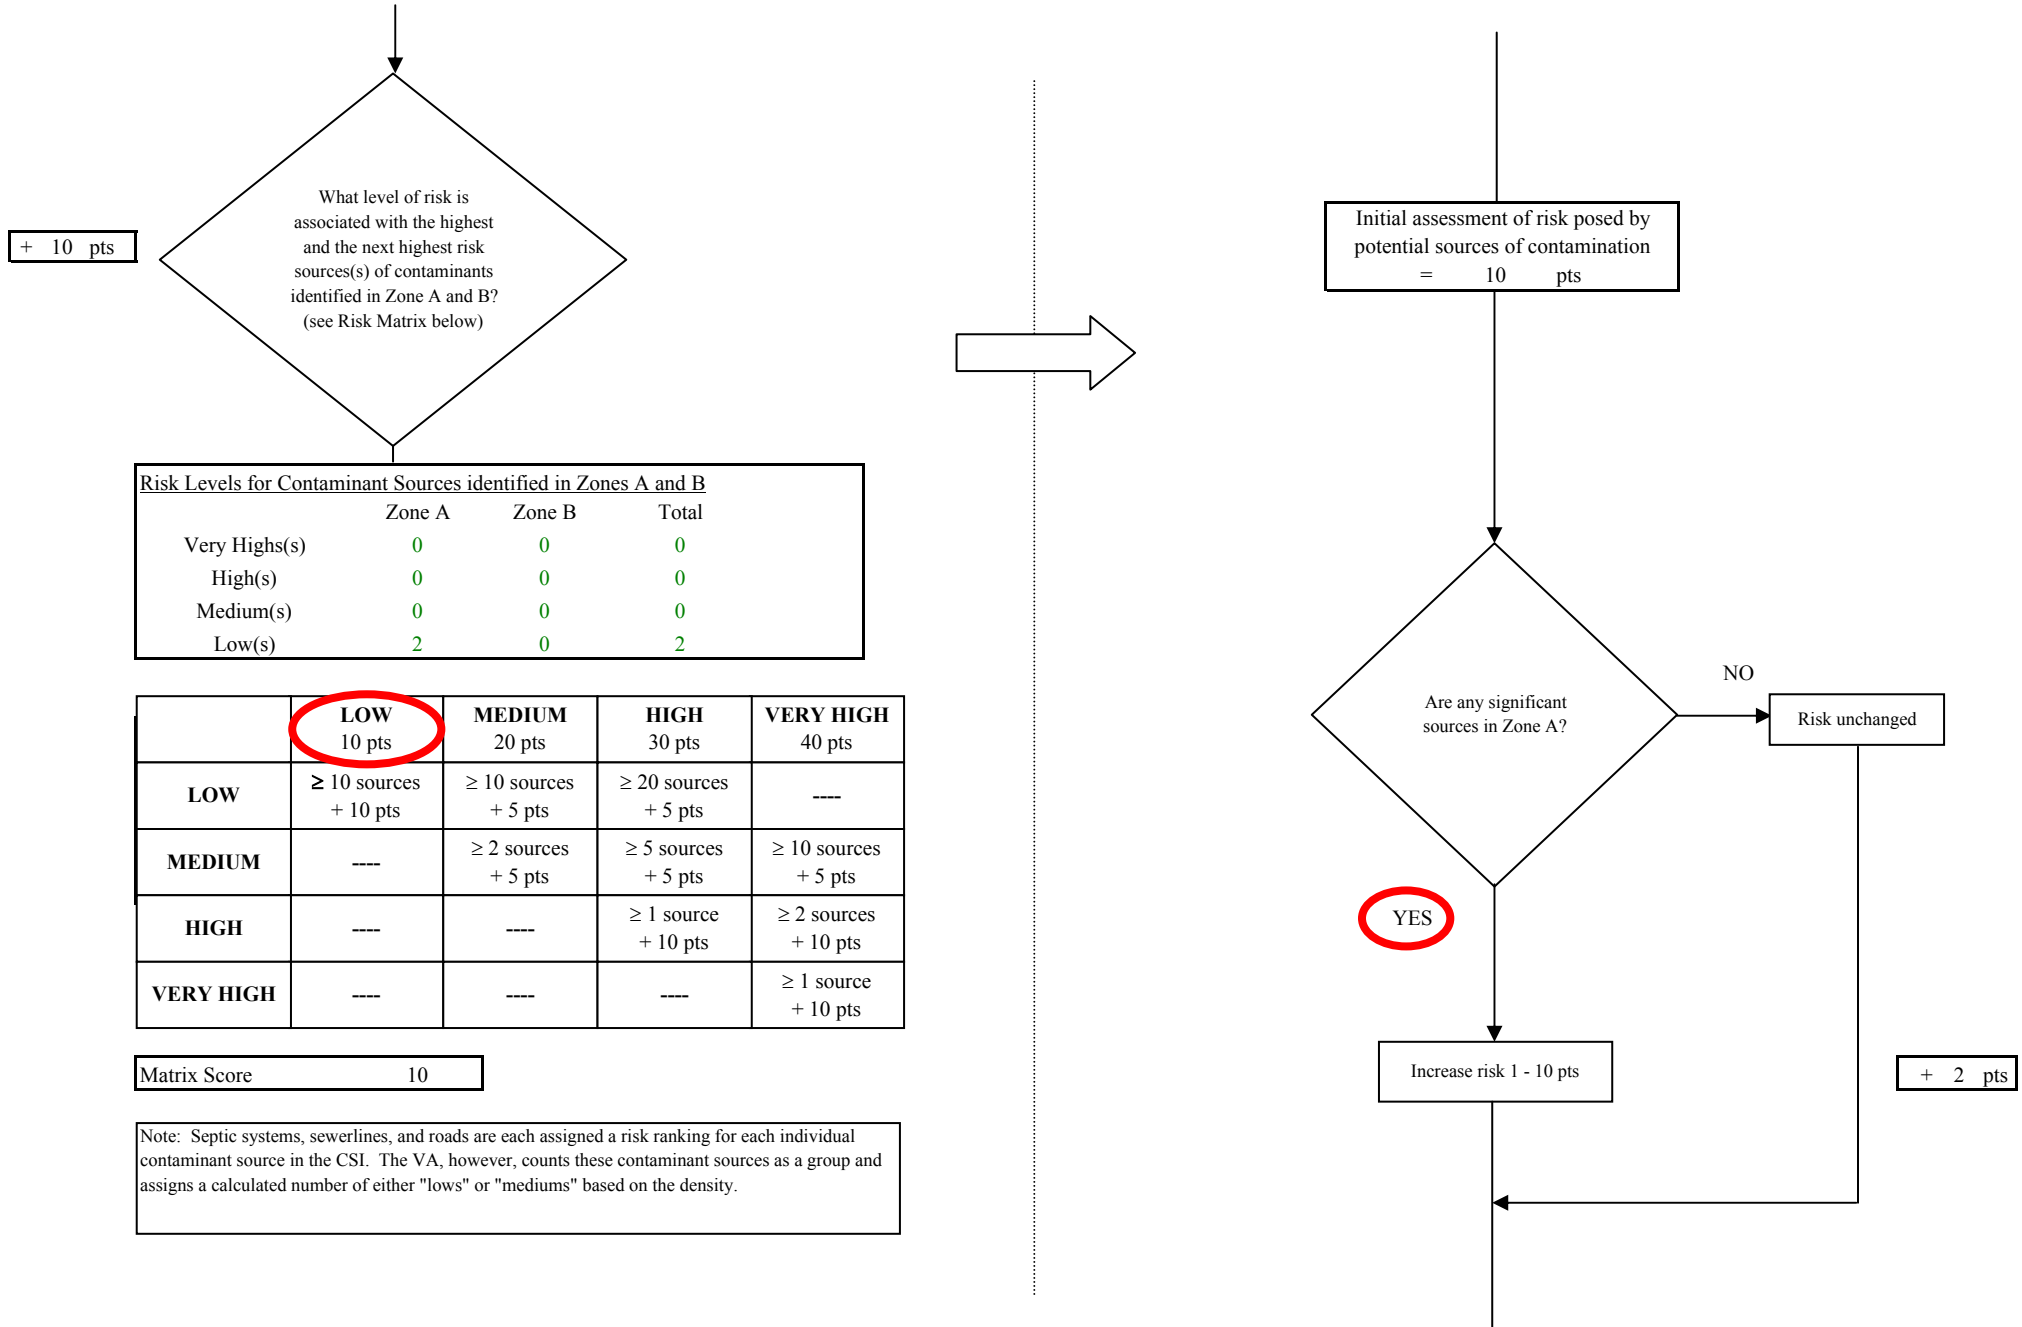 + 10 pts
What level of risk is
associated with the highest
and the next highest risk
sources(s) of contaminants
identified in Zone A and B?
(see Risk Matrix below)
Risk Levels for Contaminant Sources identified in Zones A and B
Zone A Zone B Total
Very Highs(s) 0 0 0
High(s) 0 0 0
Medium(s) 0 0 0
Low(s) 2 0 2
LOW MEDIUM HIGH VERY HIGH
10 pts 20 pts 30 pts 40 pts
LOW ≥ 10 sources ≥ 10 sources ≥ 20 sources ----
+ 10 pts + 5 pts + 5 pts
MEDIUM ---- ≥ 2 sources ≥ 5 sources ≥ 10 sources
+ 5 pts + 5 pts + 5 pts
HIGH ---- ---- ≥ 1 source ≥ 2 sources
+ 10 pts + 10 pts
VERY HIGH ---- ---- ---- ≥ 1 source
+ 10 pts
Matrix Score 10
Note: Septic systems, sewerlines, and roads are each assigned a risk ranking for each individual
contaminant source in the CSI. The VA, however, counts these contaminant sources as a group and
assigns a calculated number of either "lows" or "mediums" based on the density.
Initial assessment of risk posed by
potential sources of contamination
= 10 pts
Are any significant
sources in Zone A?
NO
Risk unchanged
YES
Increase risk 1 - 10 pts
+ 2 pts